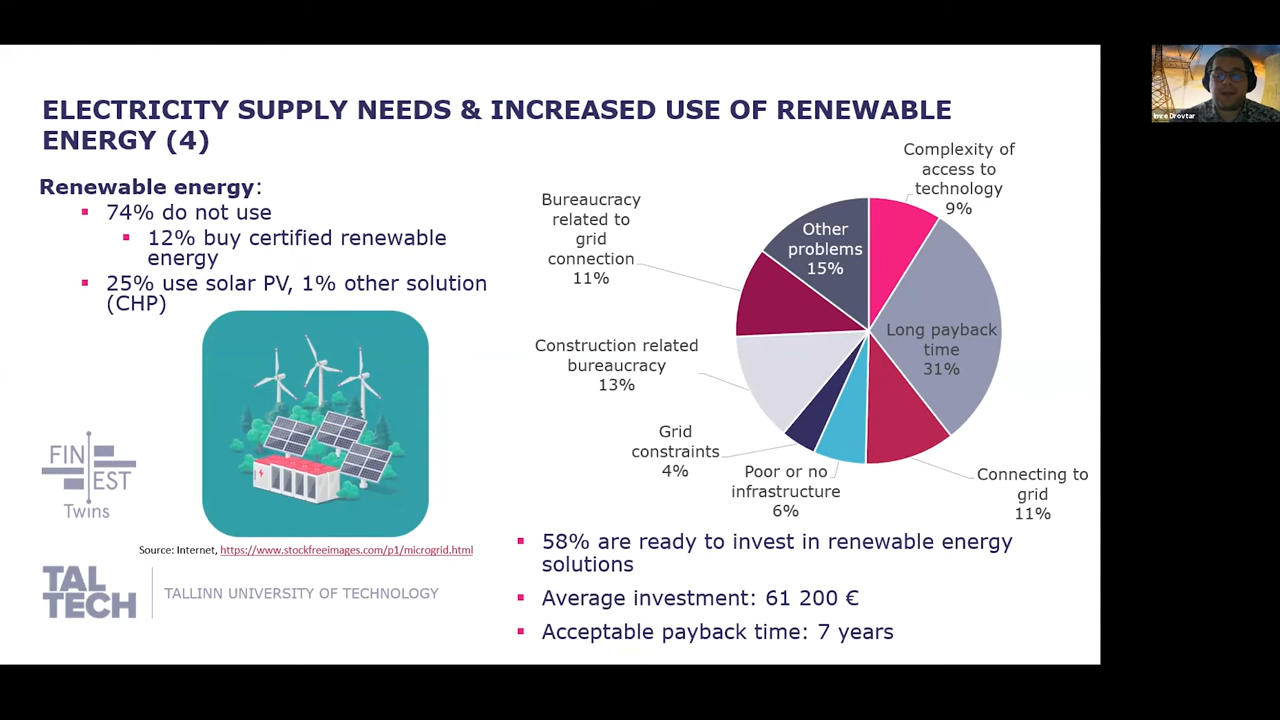 ELECTRICITY SUPPLY NEEDS & INCREASED USE OF RENEWABLE
ENERGY (4)
Renewable energy:
74% do not use
12% buy certified renewable
energy
25% use solar PV, 1% other solution
(CHP)
Source: Internet, https://www.stockfreeimages.com/p1/microgrid.html
FIN
EST
Twins
TAL
TECH
TALLINN UNIVERSITY OF TECHNOLOGY
Complexity of
access to
technology
9%
Long payback
time
31%
Connecting to
grid
11%
Poor or no
infrastructure
6%
Grid
constraints
4%
Construction related
bureaucracy
13%
Bureaucracy
related to
grid
connection
11%
Other
problems
15%
58% are ready to invest in renewable energy
solutions
Average investment: 61 200 €
Acceptable payback time: 7 years
Imre Drovtar